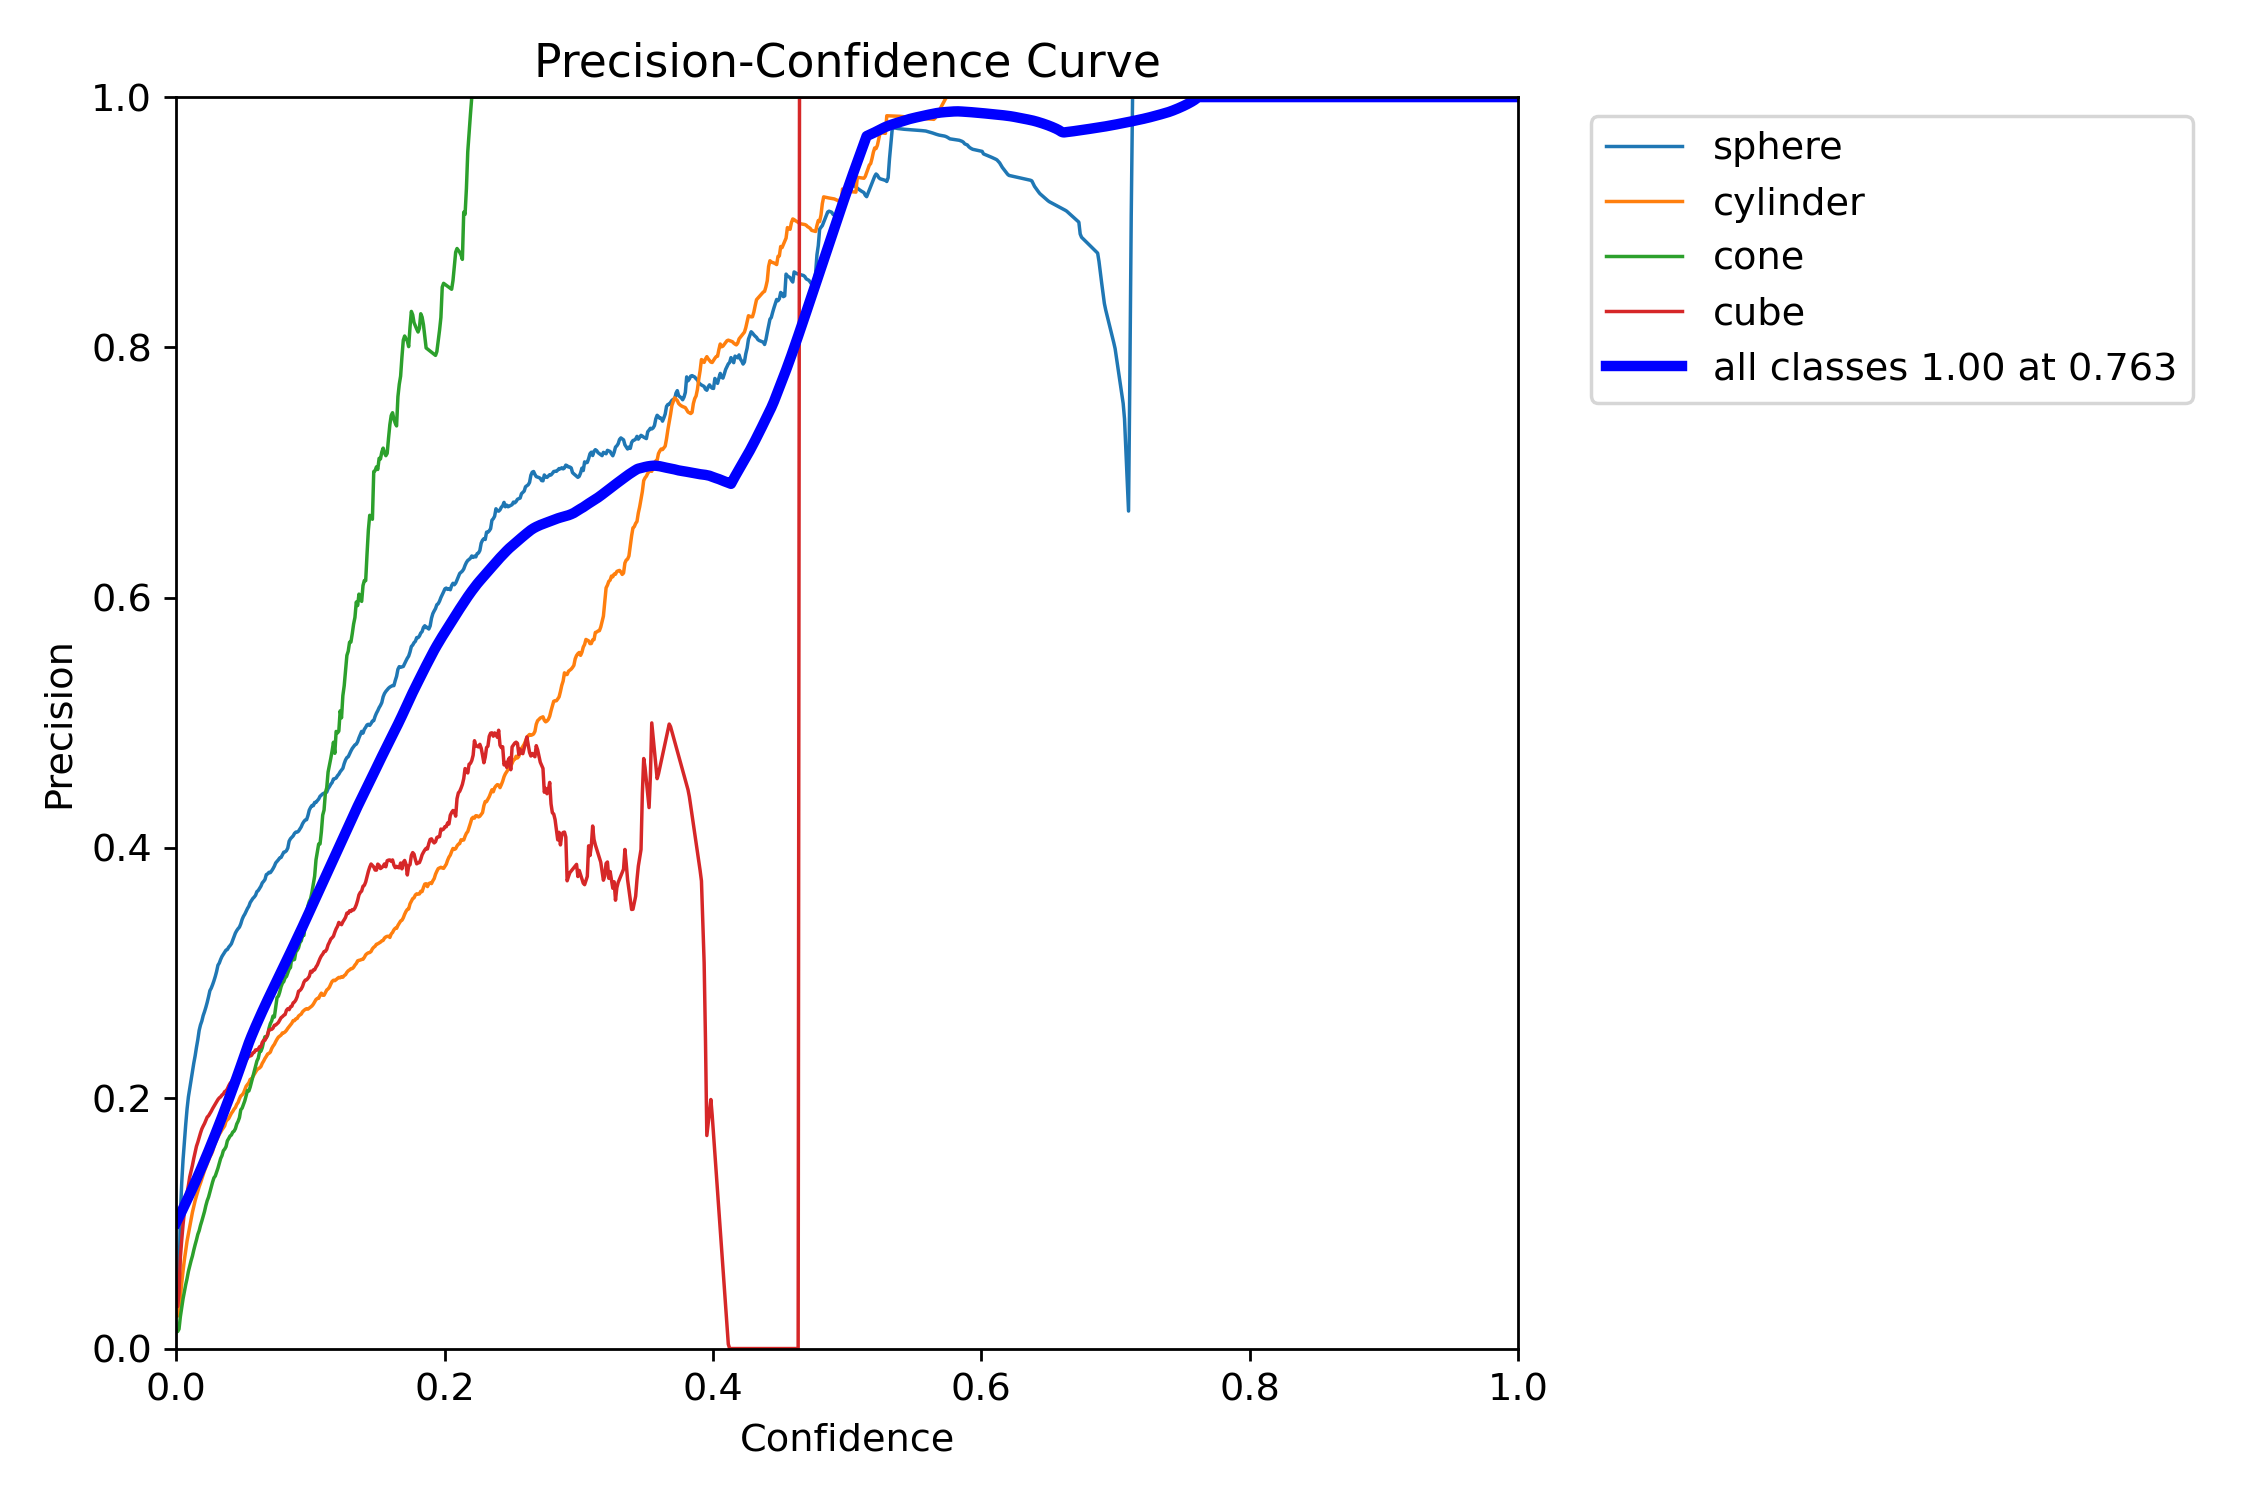 Precision-Confidence Curve
1.0
0.8
0.6
0.4
0.2
0.0
Precision
0.0 0.2 0.4 0.6 0.8 1.0
Confidence
sphere
cylinder
cone
cube
all classes 1.00 at 0.763